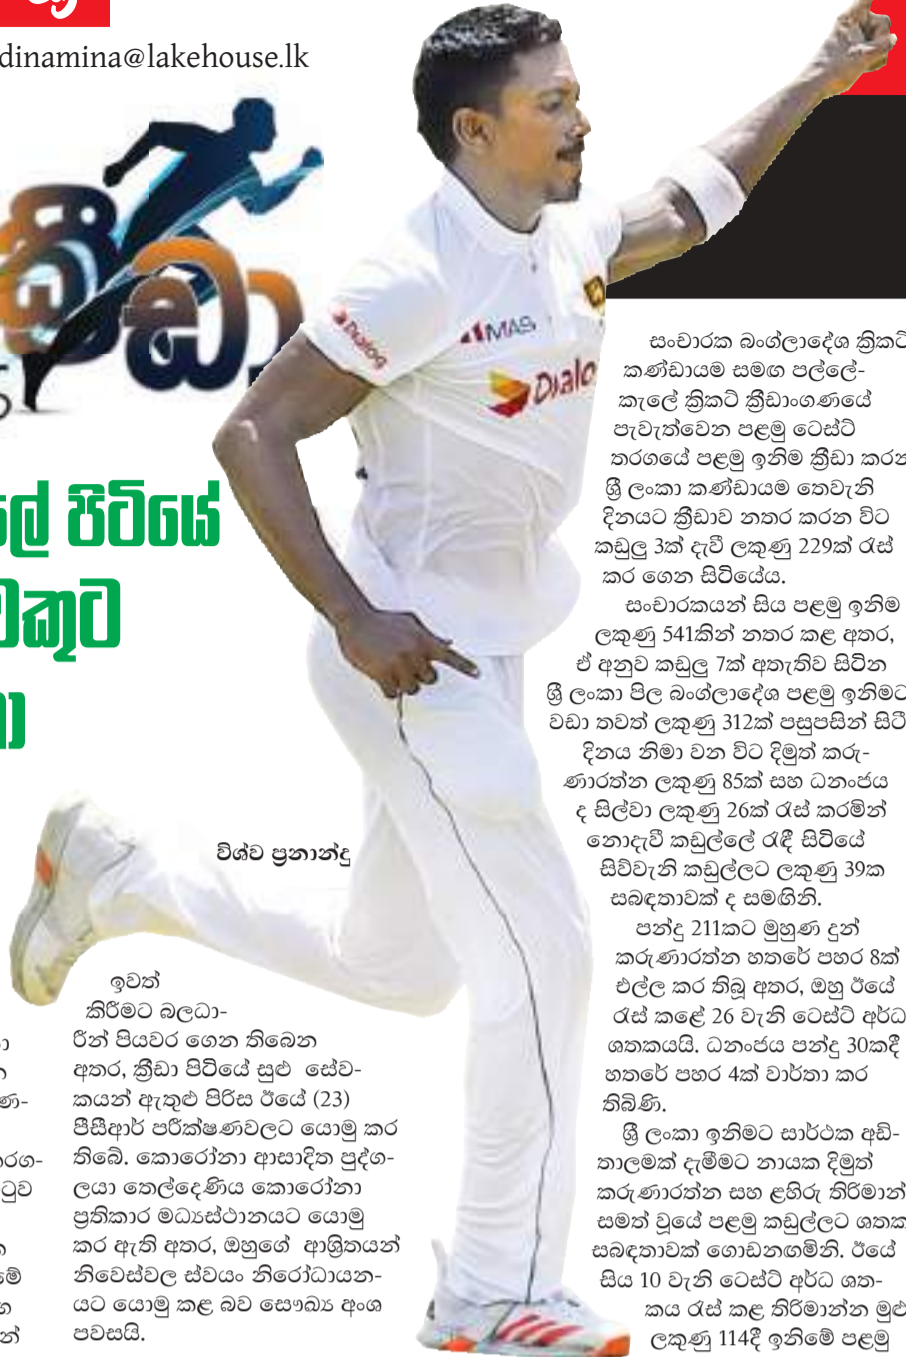 dinamina@lakehouse.lk
ක්‍රීඩා
පිටියේ
Dialog
MAS
විශ්ව ප්‍රනාන්දු
ඉවත්
කිරීමට බලධා-
රීන් පියවර ගෙන තිබෙන
අතර, ක්‍රීඩා පිටියේ සුළු සේව-
කයන් ඇතුළු පිරිස ඊයේ (23)
පීසීආර් පරීක්ෂණවලට යොමු කර
තිබේ. කොරෝනා ආසාදිත පුද්ග-
ලයා තෙල්දෙණිය කොරෝනා
ප්‍රතිකාර මධ්‍යස්ථානයට යොමු
කර ඇති අතර, ඔහුගේ ආශ්‍රිතයන්
නිවෙස්වල ස්වයං නිරෝධායන-
යට යොමු කළ බව සෞඛ්‍ය අංශ
පවසයි.
සංචාරක බංග්ලාදේශ ක්‍රිකට්
කණ්ඩායම සමඟ පල්ලේ-
කැලේ ක්‍රිකට් ක්‍රීඩාංගණයේ
පැවැත්වෙන පළමු ටෙස්ට්
තරගයේ පළමු ඉනිම ක්‍රීඩා කරන
ශ්‍රී ලංකා කණ්ඩායම තෙවැනි
දිනයට ක්‍රීඩාව නතර කරන විට
කඩුලු 3ක් දැවී ලකුණු 229ක් රැස්
කර ගෙන සිටියේය.
සංචාරකයන් සිය පළමු ඉනිම
ලකුණු 541කින් නතර කළ අතර,
ඒ අනුව කඩුලු 7ක් අතැතිව සිටින
ශ්‍රී ලංකා පිල බංග්ලාදේශ පළමු ඉනිමට
වඩා තවත් ලකුණු 312ක් පසුපසින් සිටී
දිනය නිමා වන විට දිමුත් කරු-
ණාරත්න ලකුණු 85ක් සහ ධනංජය
ද සිල්වා ලකුණු 26ක් රැස් කරමින්
නොදැවී කඩුල්ලේ රැඳී සිටියේ
සිව්වැනි කඩුල්ලට ලකුණු 39ක
සබඳතාවක් ද සමඟිනි.
පන්දු 211කට මුහුණ දුන්
කරුණාරත්න හතරේ පහර 8ක්
එල්ල කර තිබූ අතර, ඔහු ඊයේ
රැස් කළේ 26 වැනි ටෙස්ට් අර්ධ
ශතකයයි. ධනංජය පන්දු 30කදී
හතරේ පහර 4ක් වාර්තා කර
තිබිණි.
ශ්‍රී ලංකා ඉනිමට සාර්ථක අඩි-
තාලමක් දැමීමට නායක දිමුත්
කරුණාරත්න සහ ළහිරු තිරිමාන්
සමත් වූයේ පළමු කඩුල්ලට ශතක
සබඳතාවක් ගොඩනඟමිනි. ඊයේ
සිය 10 වැනි ටෙස්ට් අර්ධ ශත-
කය රැස් කළ තිරිමාන්න මුළු
ලකුණු 114දී ඉනිමේ පළමු